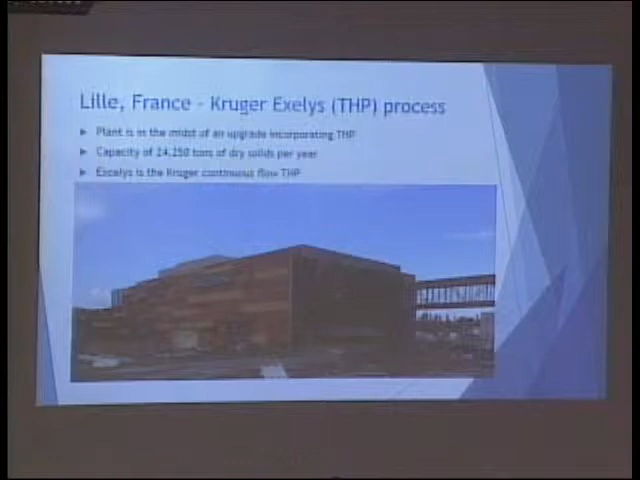 Lille, France - Kruger Exelys (THP) process
Plant is in the midst of an upgrade incorporating THP
Capacity of 24,250 tons of dry solids per year
Excelys is the Kruger continuous flow THP